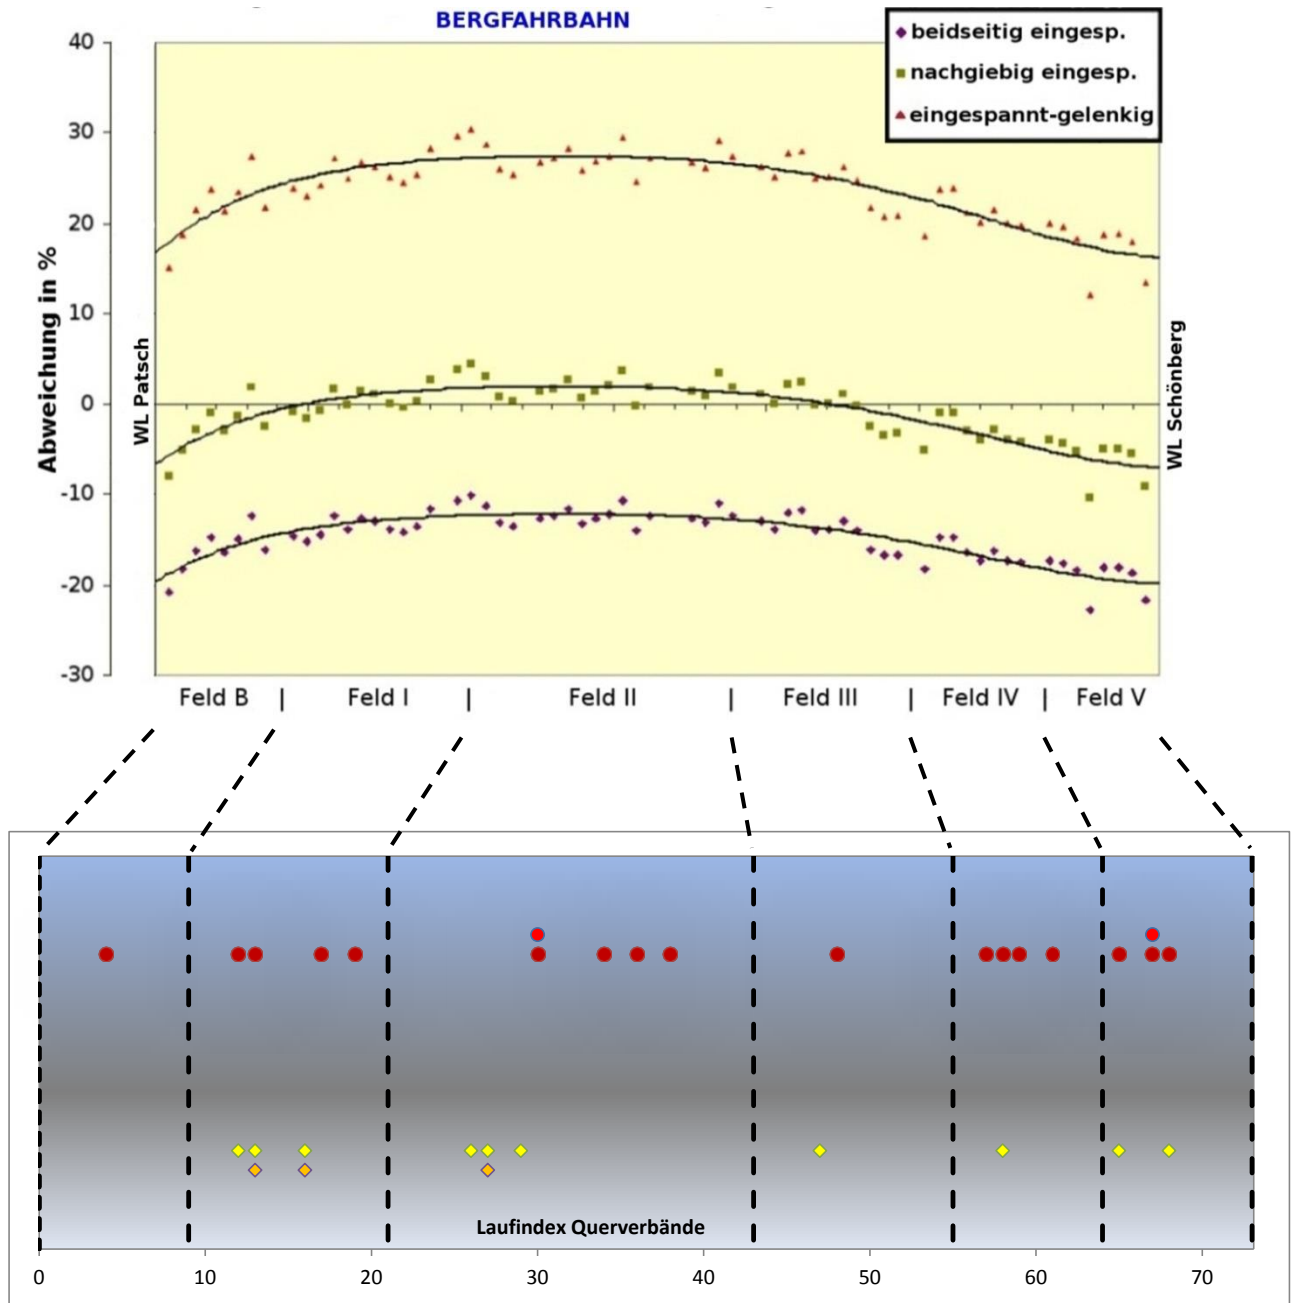 BERGFAHRBAHN
beidseitig eingesp.
nachgiebig eingesp.
eingespannt-gelenkig
Abweichung in %
40
30
20
10
0
-10
-20
-30
WL Patsch
WL Schönberg
Feld B | Feld I | Feld II | Feld III | Feld IV | Feld V
Laufindex Querverbände
0 10 20 30 40 50 60 70